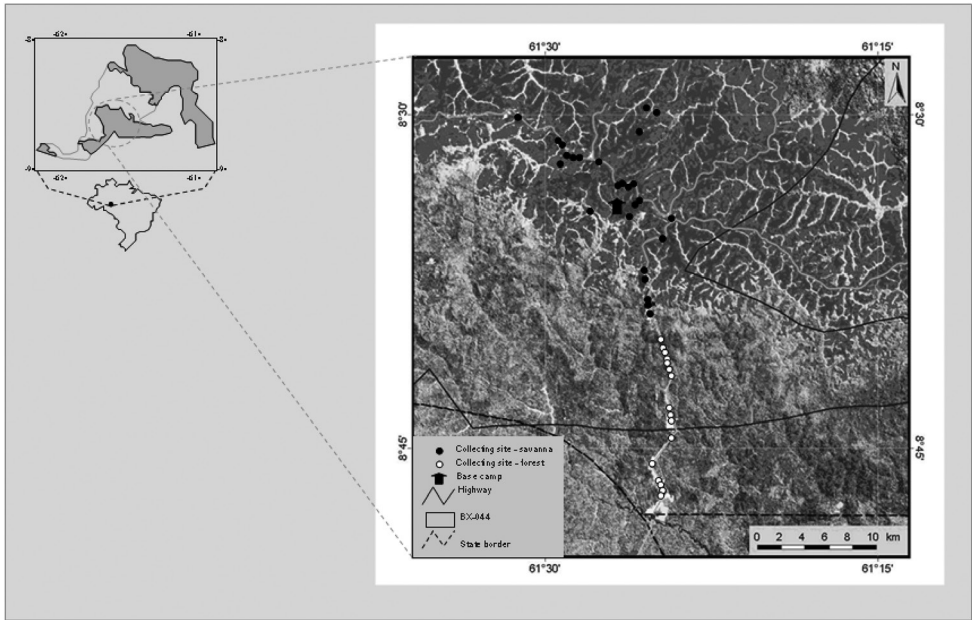 -62• -61•
-8• -8•
-9• -9•
-62• -61•
61°30' 61°15'
N
8°30' 8°30'
8°45' 8°45'
Collecting site - savanna
Collecting site - forest
Base camp
Highway
BX-044
State border
0 2 4 6 8 10 km
61°30' 61°15'